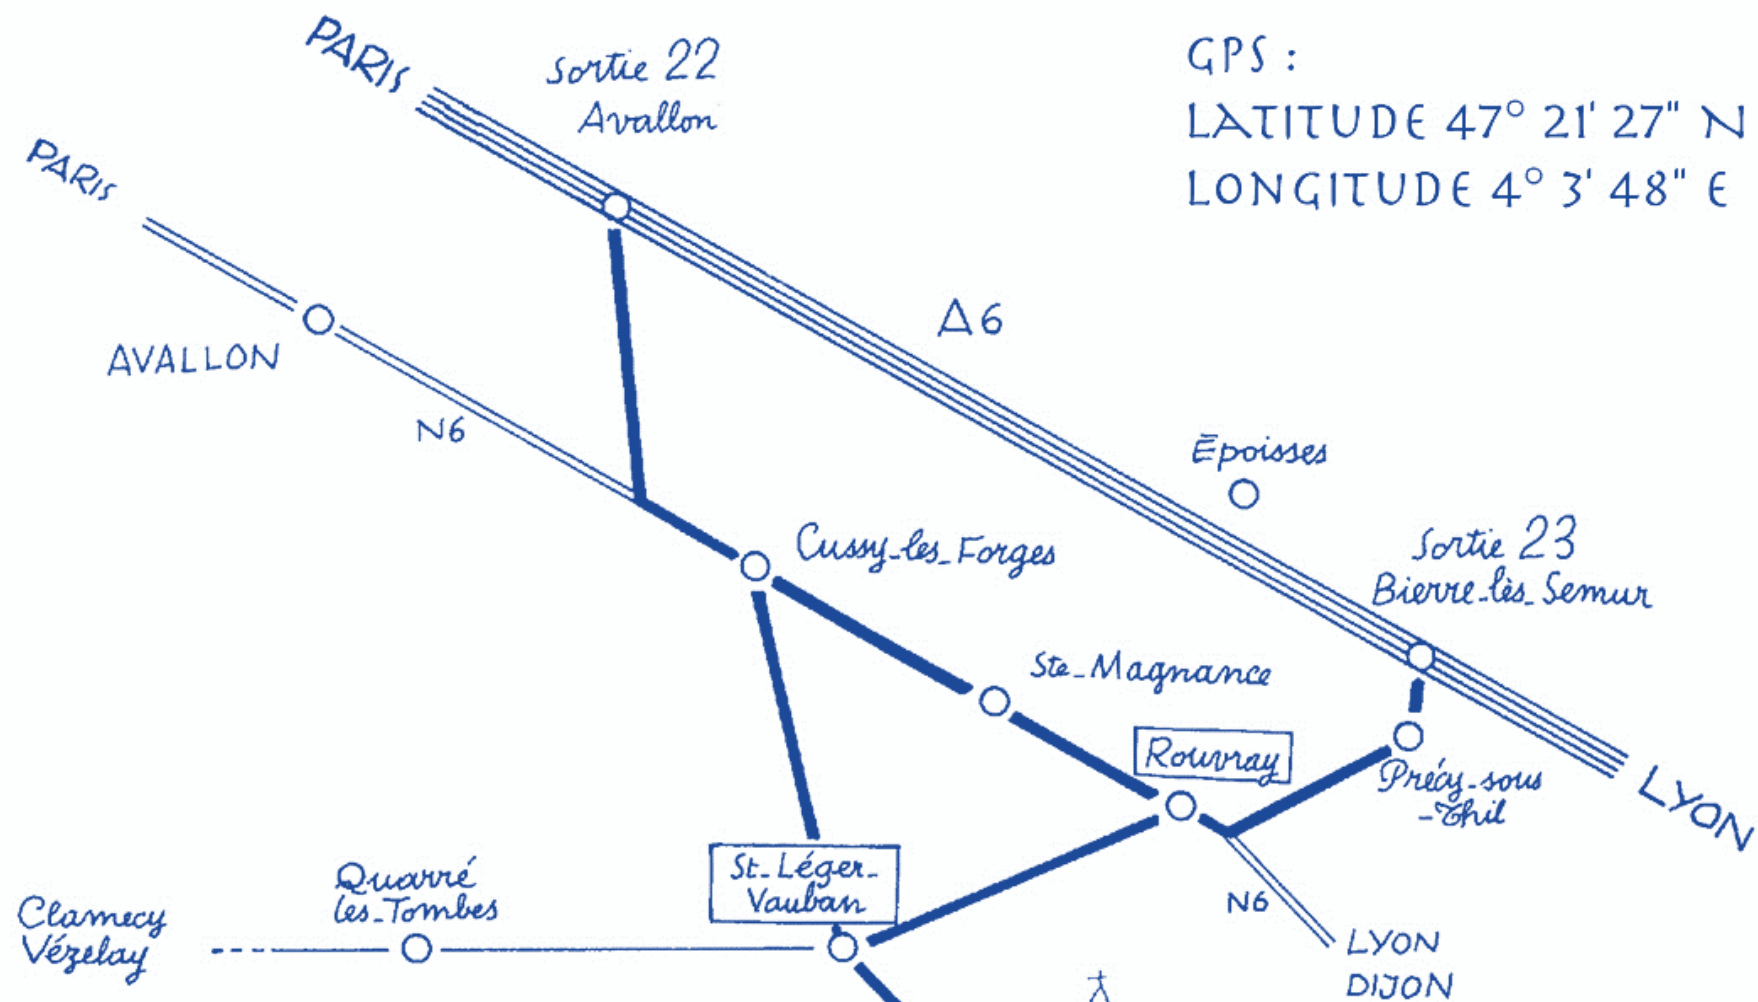 PARIS
Sortie 22
Avallon
GPS :
LATITUDE 47° 21' 27" N
LONGITUDE 4° 3' 48" E
PARIS
A6
AVALLON
N6
Époisses
Sortie 23
Bierre-lès-Semur
Cussy-les-Forges
Ste-Magnance
Rouvray
Précy-sous
-Thil
LYON
St-Léger-
Vauban
Quarré
les-Tombes
Clamecy
Vézelay
N6
LYON
DIJON